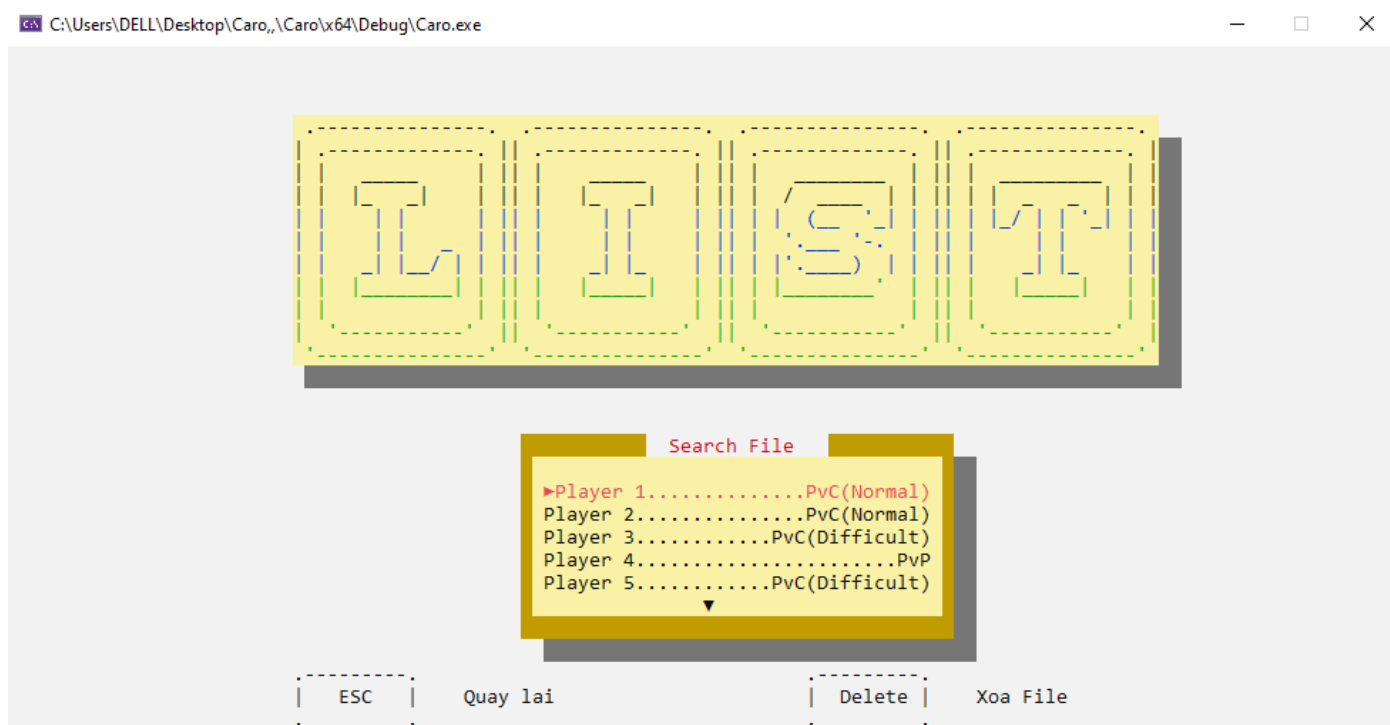 C:\Users\DELL\Desktop\Caro,,\Caro\x64\Debug\Caro.exe
LIST
Search File
►Player 1..............PvC(Normal)
Player 2...............PvC(Normal)
Player 3............PvC(Difficult)
Player 4.......................PvP
Player 5............PvC(Difficult)
▼
ESC Quay lai Delete Xoa File